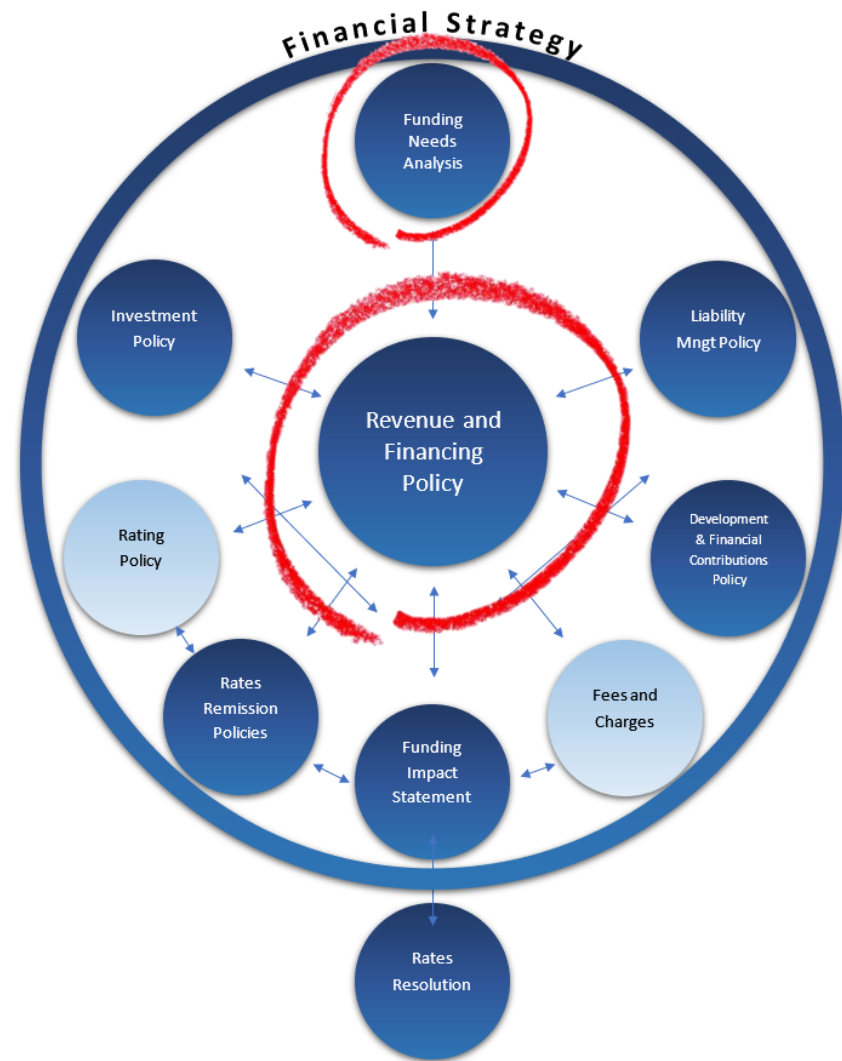 Financial Strategy
Funding
Needs
Analysis
Investment
Policy
Liability
Mngt Policy
Revenue and
Financing
Policy
Rating
Policy
Development
& Financial
Contributions
Policy
Rates
Remission
Policies
Funding
Impact
Statement
Fees and
Charges
Rates
Resolution